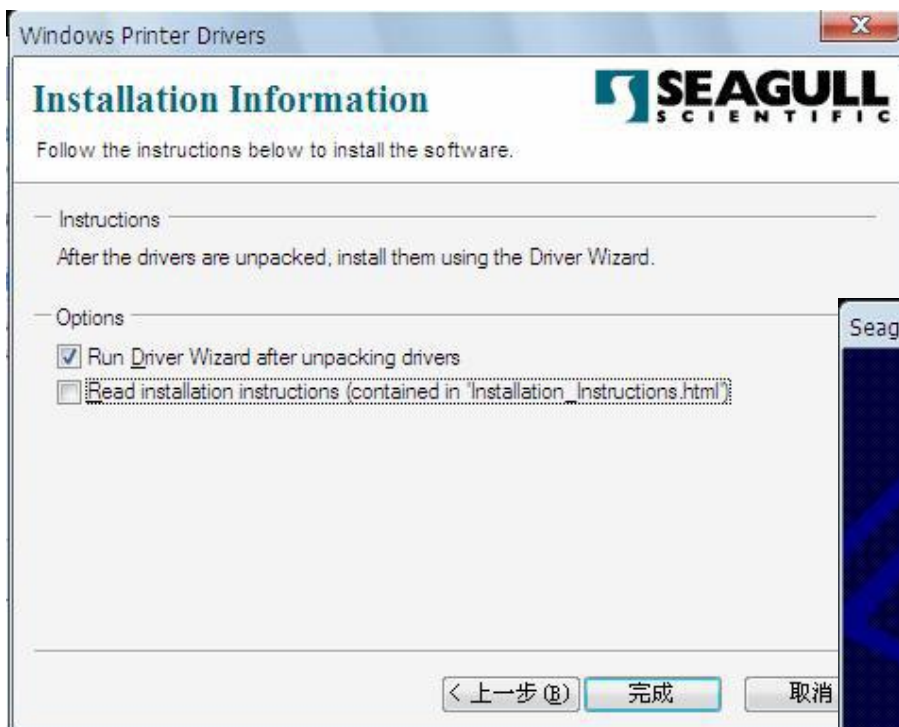 Windows Printer Drivers
Installation Information
SEAGULL
SCIENTIFIC
Follow the instructions below to install the software.
Instructions
After the drivers are unpacked, install them using the Driver Wizard.
Options
Seag
Run Driver Wizard after unpacking drivers
Read installation instructions (contained in 'Installation_Instructions.html')
< 上一步(B)
完成
取消